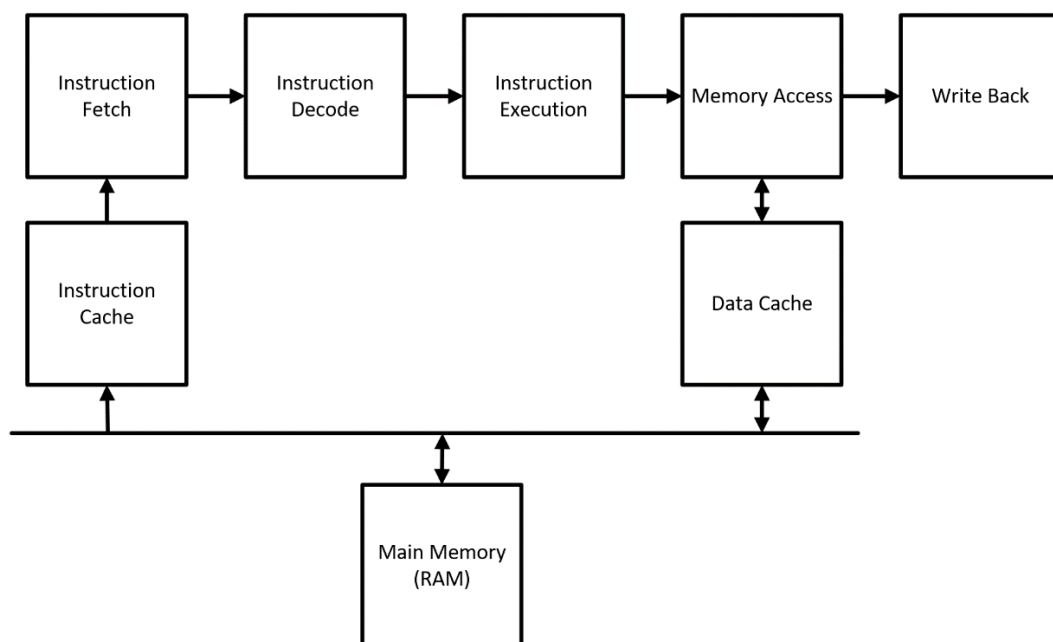 Instruction
Fetch
Instruction
Decode
Instruction
Execution
Memory Access
Write Back
Instruction
Cache
Data Cache
Main Memory
(RAM)